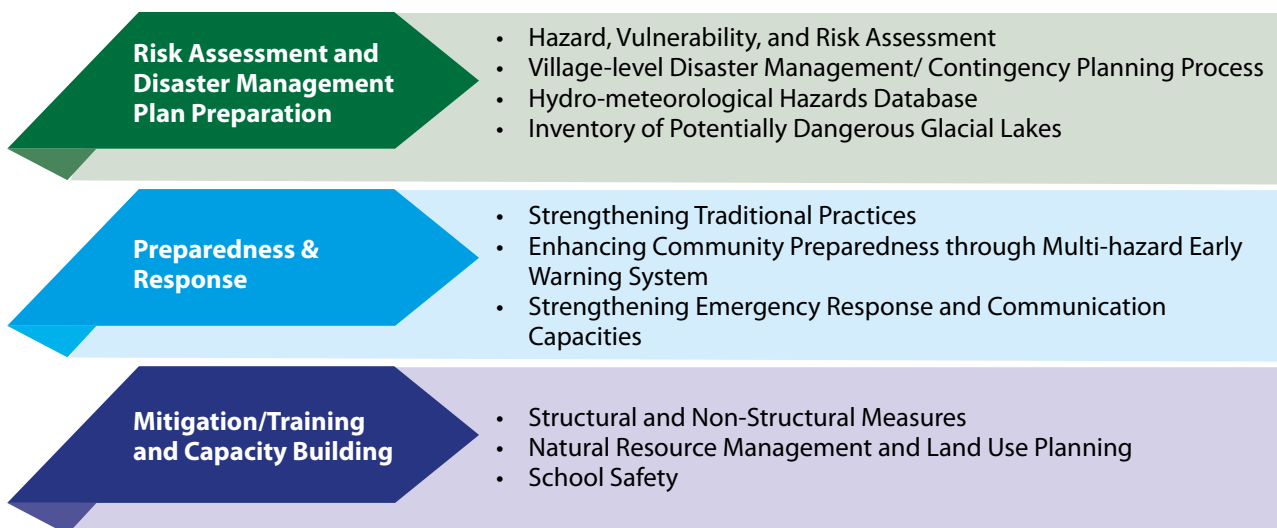 Risk Assessment and
Disaster Management
Plan Preparation
• Hazard, Vulnerability, and Risk Assessment
• Village-level Disaster Management/ Contingency Planning Process
• Hydro-meteorological Hazards Database
• Inventory of Potentially Dangerous Glacial Lakes
Preparedness &
Response
• Strengthening Traditional Practices
• Enhancing Community Preparedness through Multi-hazard Early
Warning System
• Strengthening Emergency Response and Communication
Capacities
Mitigation/Training
and Capacity Building
• Structural and Non-Structural Measures
• Natural Resource Management and Land Use Planning
• School Safety